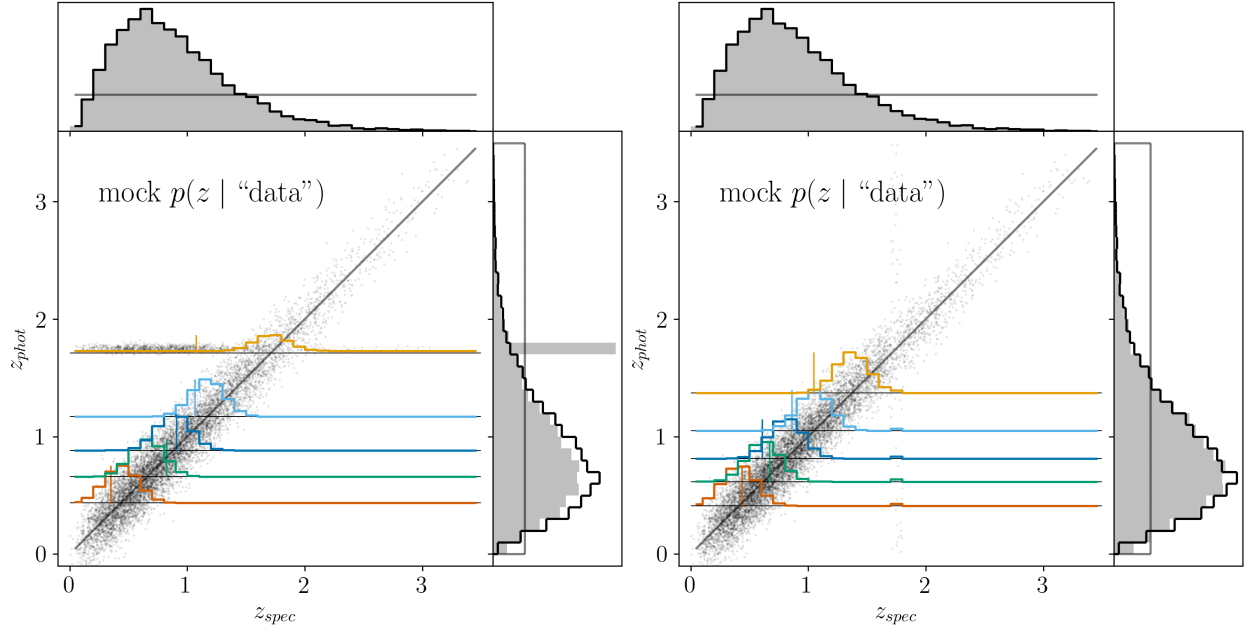 mock p(z | “data”)
3
2
1
0
z_phot
0
1
2
3
z_spec
mock p(z | “data”)
3
2
1
0
z_phot
0
1
2
3
z_spec